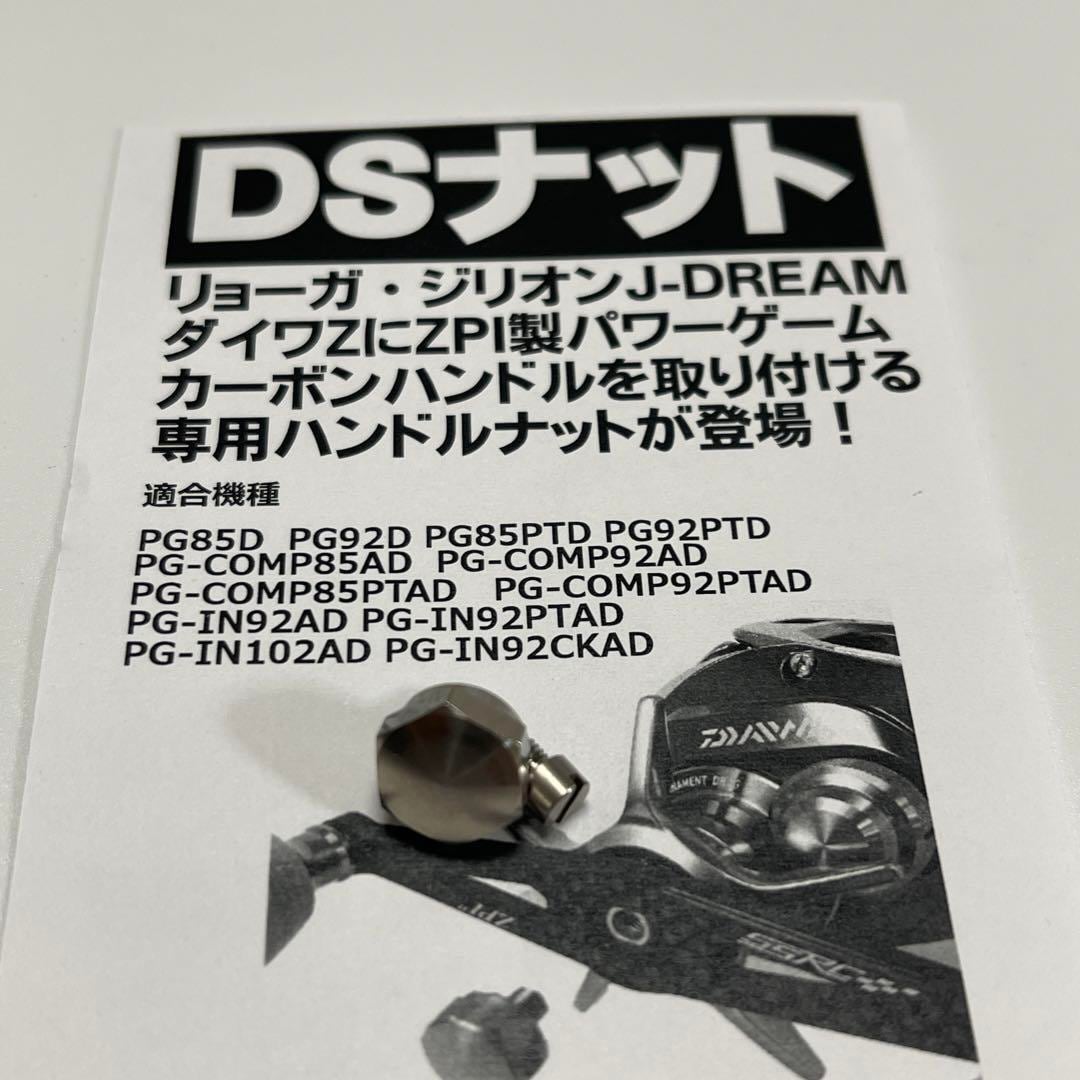 DSナット
リョーガ・ジリオンJ-DREAM
ダイワZにZPI製パワーゲーム
カーボンハンドルを取り付ける
専用ハンドルナットが登場！
適合機種
PG85D PG92D PG85PTD PG92PTD
PG-COMP85AD PG-COMP92AD
PG-COMP85PTAD PG-COMP92PTAD
PG-IN92AD PG-IN92PTAD
PG-IN102AD PG-IN92CKAD
DAIWA
ZPI
SSRC